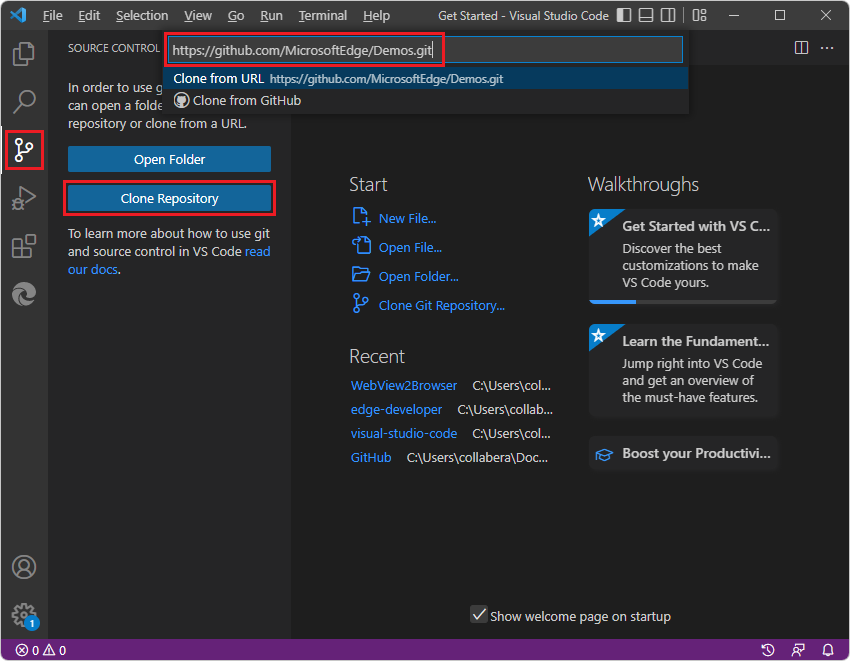 File Edit Selection View Go Run Terminal Help Get Started - Visual Studio Code
SOURCE CONTROL
https://github.com/MicrosoftEdge/Demos.git
Clone from URL https://github.com/MicrosoftEdge/Demos.git
Clone from GitHub
In order to use g
can open a folde
repository or clone from a URL.
Open Folder
Clone Repository
To learn more about how to use git
and source control in VS Code read
our docs.
Start
New File...
Open File...
Open Folder...
Clone Git Repository...
Recent
WebView2Browser C:\Users\col...
edge-developer C:\Users\collab...
visual-studio-code C:\Users\col...
GitHub C:\Users\collabera\Doc...
Walkthroughs
Get Started with VS C...
Discover the best
customizations to make
VS Code yours.
Learn the Fundament...
Jump right into VS Code
and get an overview of
the must-have features.
Boost your Productivi...
Show welcome page on startup
1
0 0